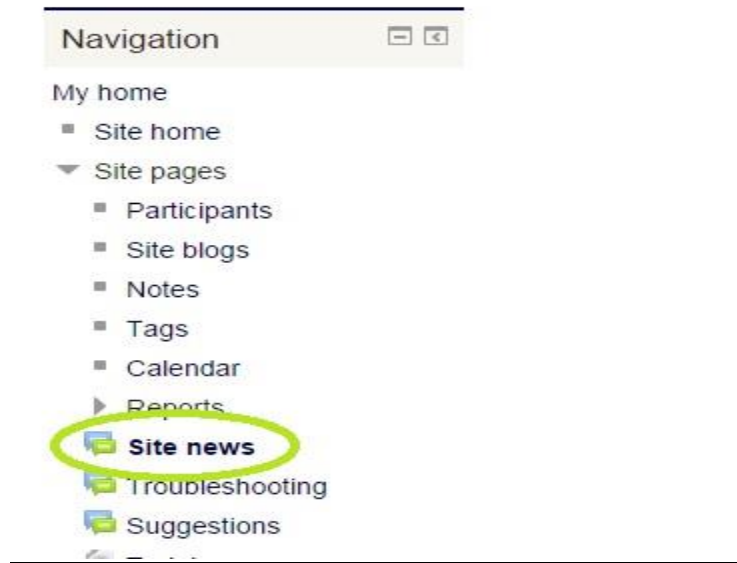 Navigation
My home
Site home
Site pages
Participants
Site blogs
Notes
Tags
Calendar
Reports
Site news
Troubleshooting
Suggestions